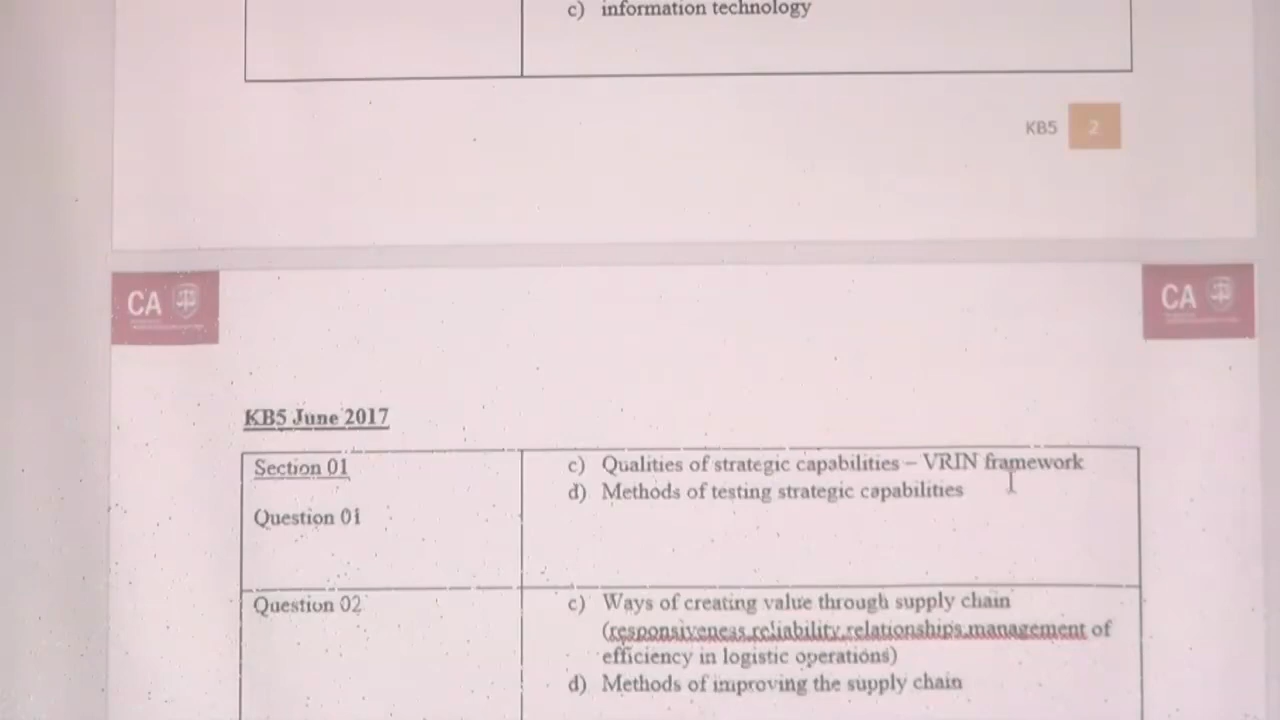 c) information technology
KB5 2
CA CA
KB5 June 2017
Section 01
c) Qualities of strategic capabilities – VRIN framework
d) Methods of testing strategic capabilities
Question 01
Question 02
c) Ways of creating value through supply chain
(responsiveness,reliability,relationships,management of
efficiency in logistic operations)
d) Methods of improving the supply chain